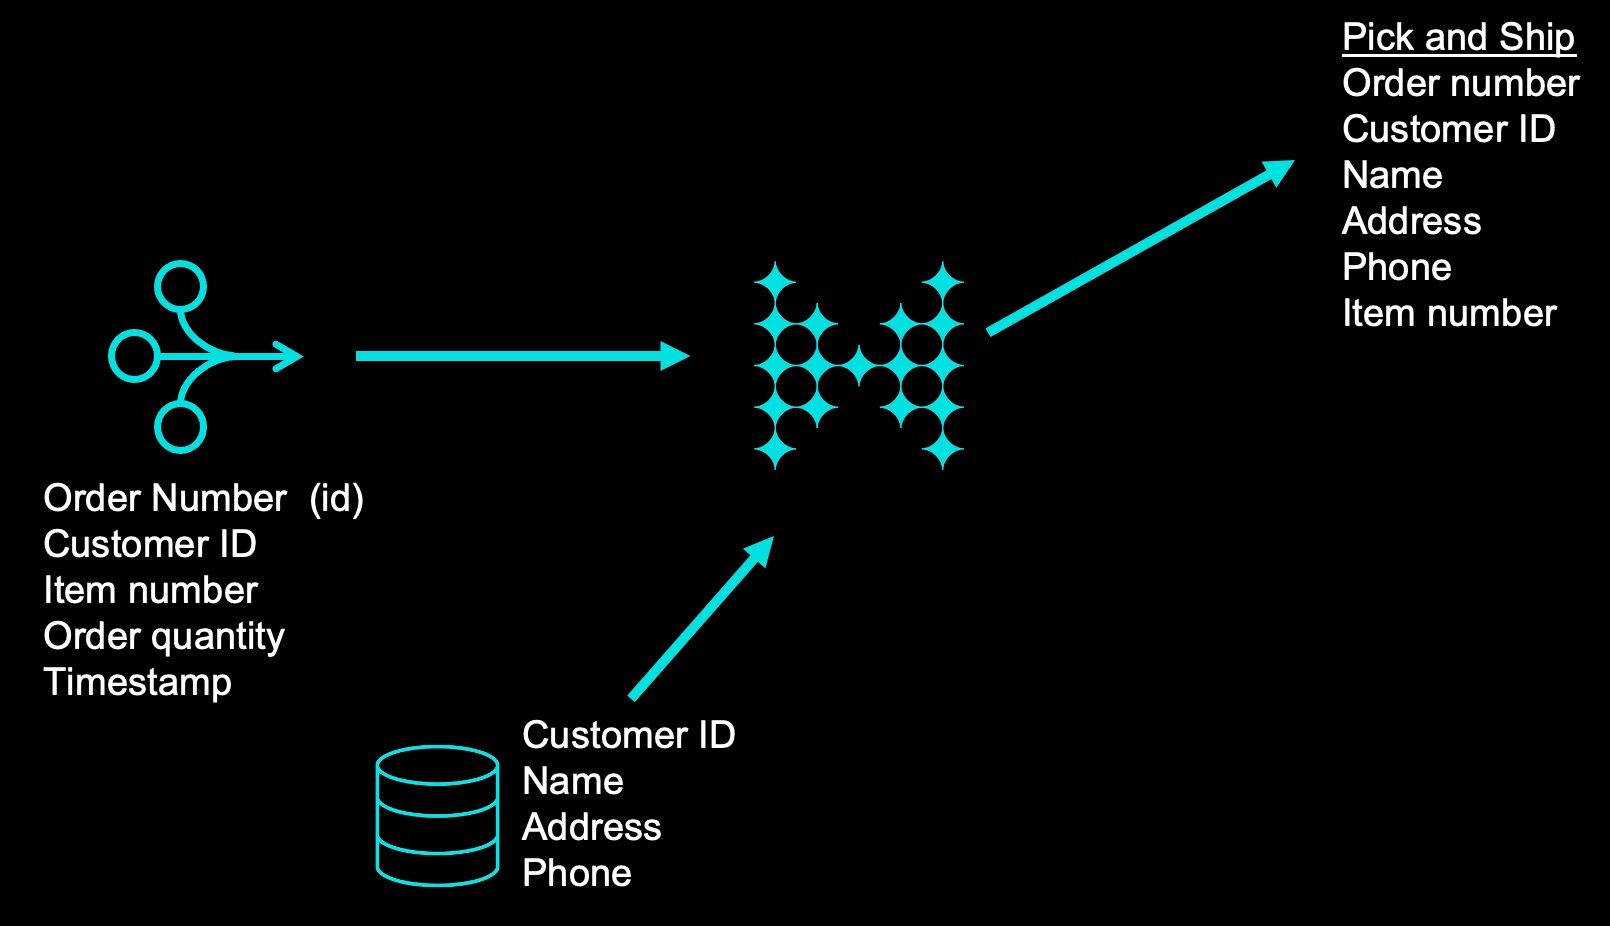 Pick and Ship
Order number
Customer ID
Name
Address
Phone
Item number
Order Number  (id)
Customer ID
Item number
Order quantity
Timestamp
Customer ID
Name
Address
Phone